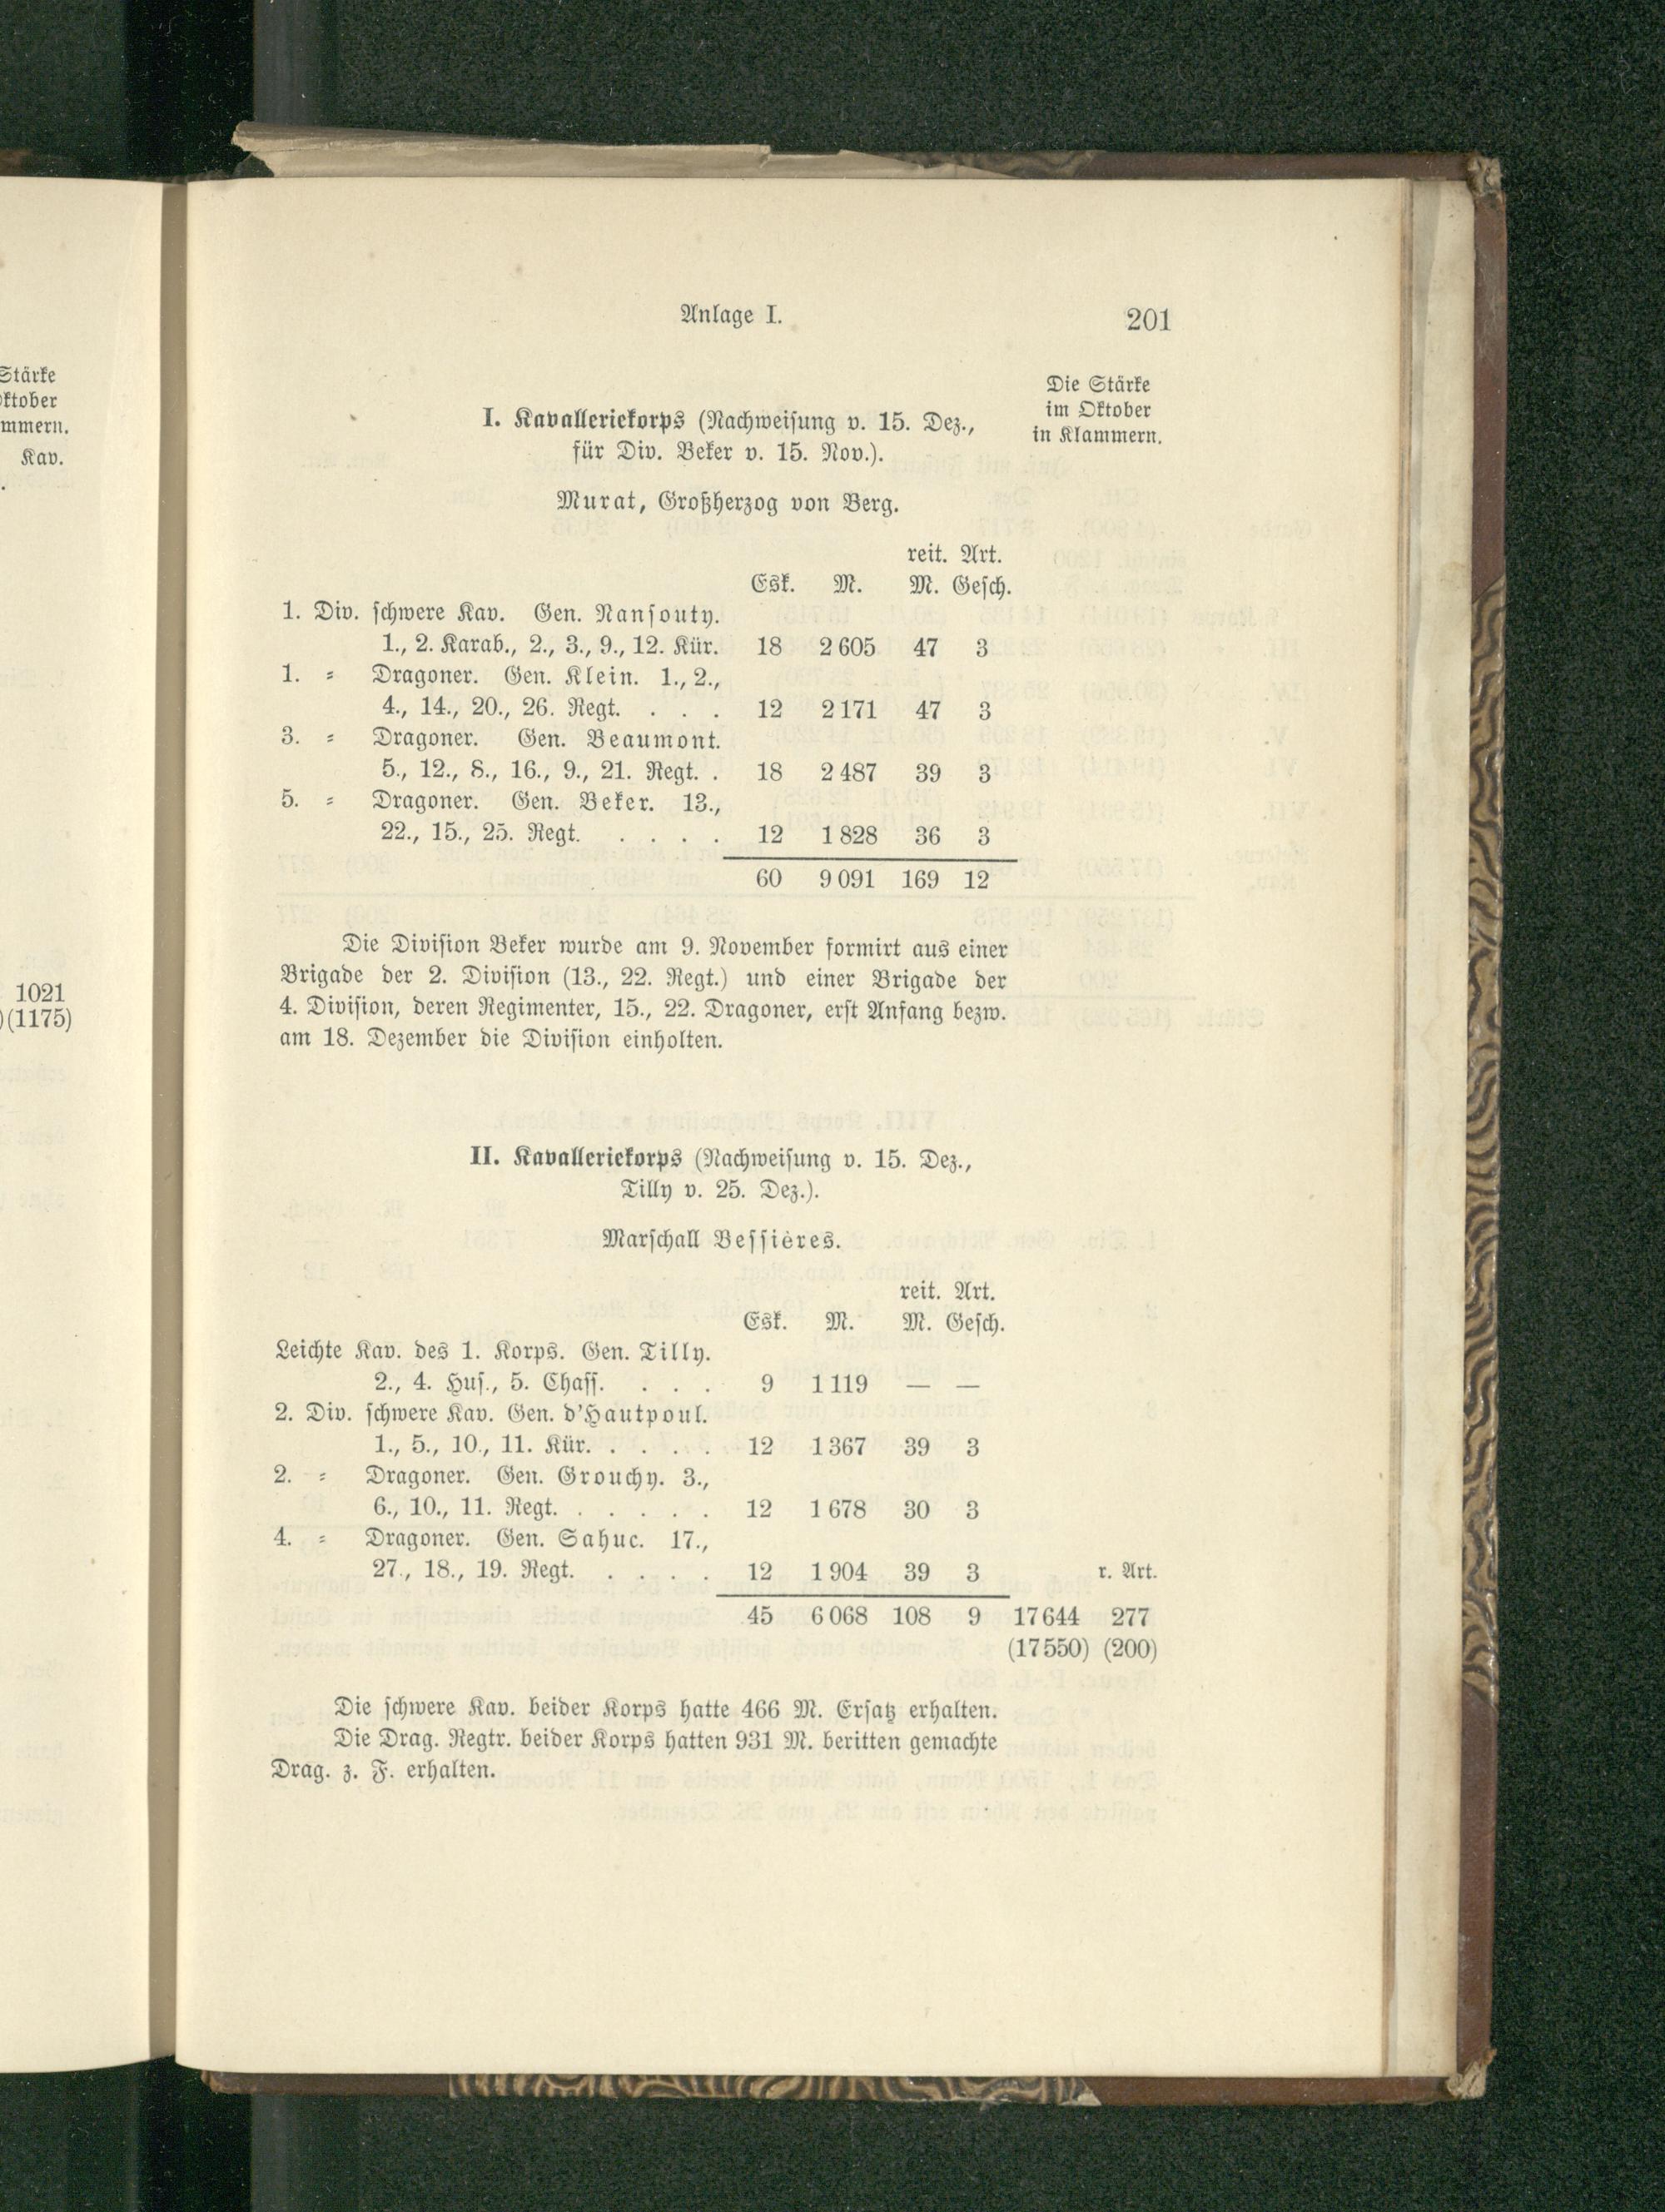 Stärke
Oktober
mmern.
Kav.
1021
(1175)
Anlage I.
201
Die Stärke
im Oktober
in Klammern.
I. Kavalleriekorps (Nachweisung v. 15. Dez.,
für Div. Beker v. 15. Nov.).
Murat, Großherzog von Berg.
reit. Art.
Esk. M. M. Gesch.
1. Div. schwere Kav. Gen. Nansouty.
1., 2. Karab., 2., 3., 9., 12. Kür. 18 2 605 47 3
1. = Dragoner. Gen. Klein. 1., 2.,
4., 14., 20., 26. Regt. . . . 12 2 171 47 3
3. = Dragoner. Gen. Beaumont.
5., 12., 8., 16., 9., 21. Regt. . 18 2 487 39 3
5. = Dragoner. Gen. Beker. 13.,
22., 15., 25. Regt. . . . . 12 1 828 36 3
60 9 091 169 12
Die Division Beker wurde am 9. November formirt aus einer
Brigade der 2. Division (13., 22. Regt.) und einer Brigade der
4. Division, deren Regimenter, 15., 22. Dragoner, erst Anfang bezw.
am 18. Dezember die Division einholten.
II. Kavalleriekorps (Nachweisung v. 15. Dez.,
Tilly v. 25. Dez.).
Marschall Bessières.
reit. Art.
Esk. M. M. Gesch.
Leichte Kav. des 1. Korps. Gen. Tilly.
2., 4. Hus., 5. Chass. . . . 9 1 119 — —
2. Div. schwere Kav. Gen. d'Hautpoul.
1., 5., 10., 11. Kür. . . . . 12 1 367 39 3
2. = Dragoner. Gen. Grouchy. 3.,
6., 10., 11. Regt. . . . . . 12 1 678 30 3
4. = Dragoner. Gen. Sahuc. 17.,
27., 18., 19. Regt. . . . . 12 1 904 39 3 r. Art.
45 6 068 108 9 17 644 277
(17 550) (200)
Die schwere Kav. beider Korps hatte 466 M. Ersatz erhalten.
Die Drag. Regtr. beider Korps hatten 931 M. beritten gemachte
Drag. z. F. erhalten.